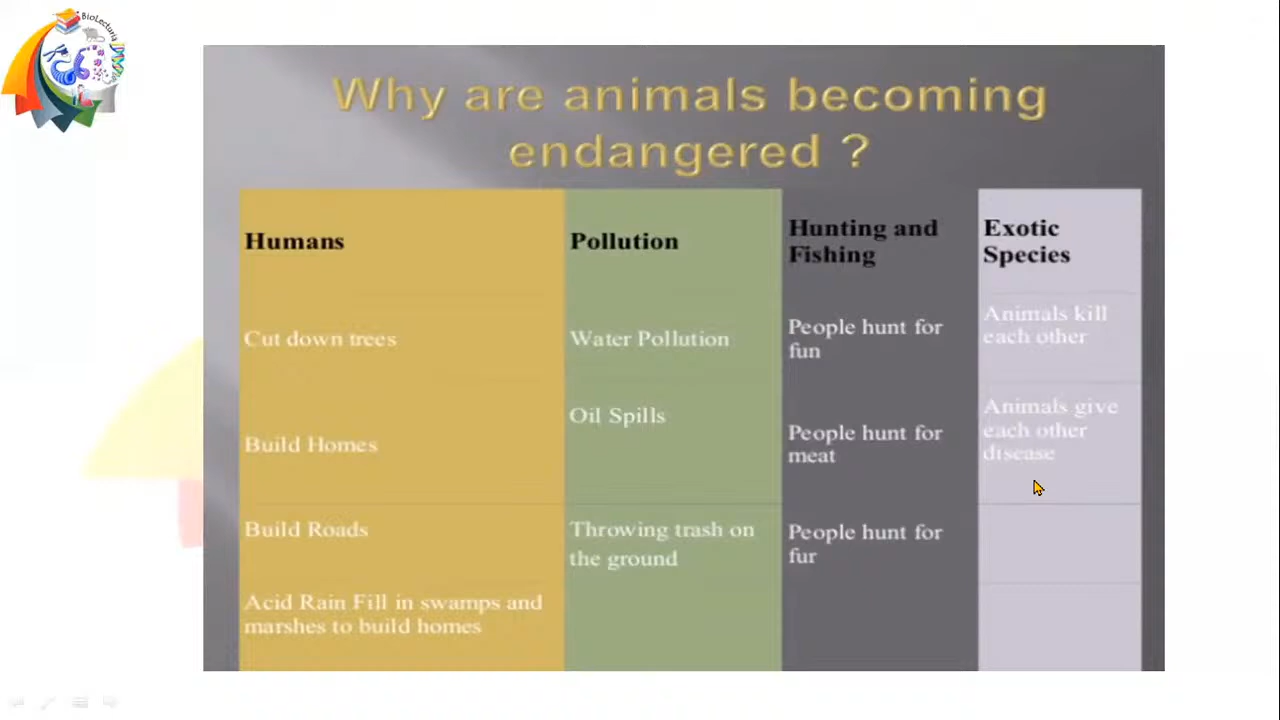 BioLectoria
Why are animals becoming
endangered ?
Humans
Pollution
Hunting and
Fishing
Exotic
Species
Cut down trees
Water Pollution
People hunt for
fun
Animals kill
each other
Build Homes
Oil Spills
People hunt for
meat
Animals give
each other
disease
Build Roads
Throwing trash on
the ground
People hunt for
fur
Acid Rain Fill in swamps and
marshes to build homes